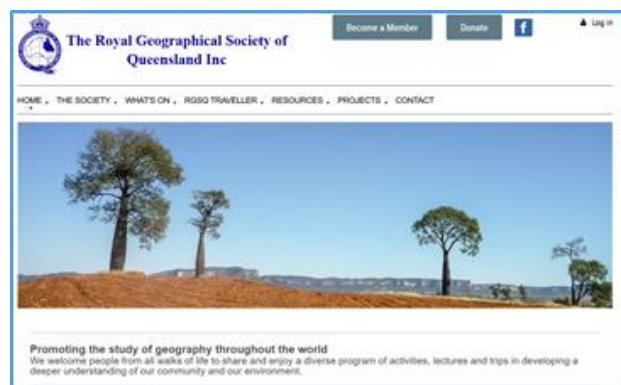 The Royal Geographical Society of
Queensland Inc
Become a Member
Donate
f
Log in
HOME
THE SOCIETY
WHAT'S ON
RGSQ TRAVELLER
RESOURCES
PROJECTS
CONTACT
Promoting the study of geography throughout the world
We welcome people from all walks of life to share and enjoy a diverse program of activities, lectures and trips in developing a
deeper understanding of our community and our environment.